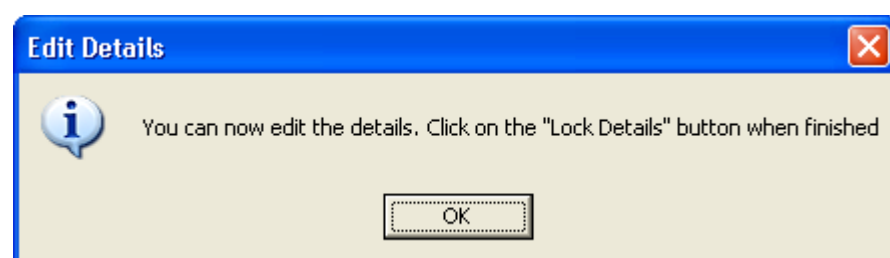 Edit Details
You can now edit the details. Click on the "Lock Details" button when finished
OK